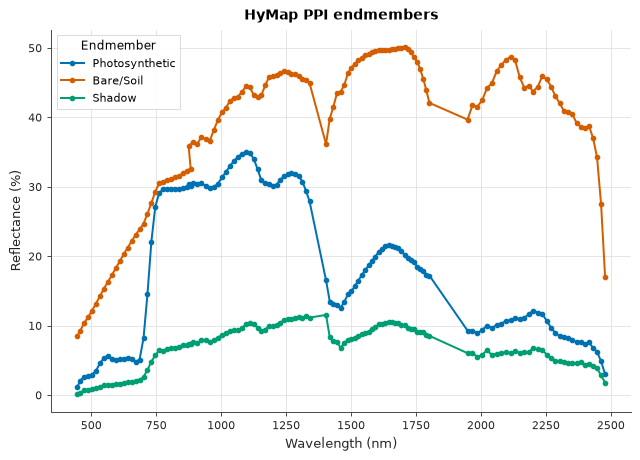 HyMap PPI endmembers
Endmember
Photosynthetic
Bare/Soil
Shadow
Reflectance (%)
50
40
30
20
10
0
500
750
1000
1250
1500
1750
2000
2250
2500
Wavelength (nm)